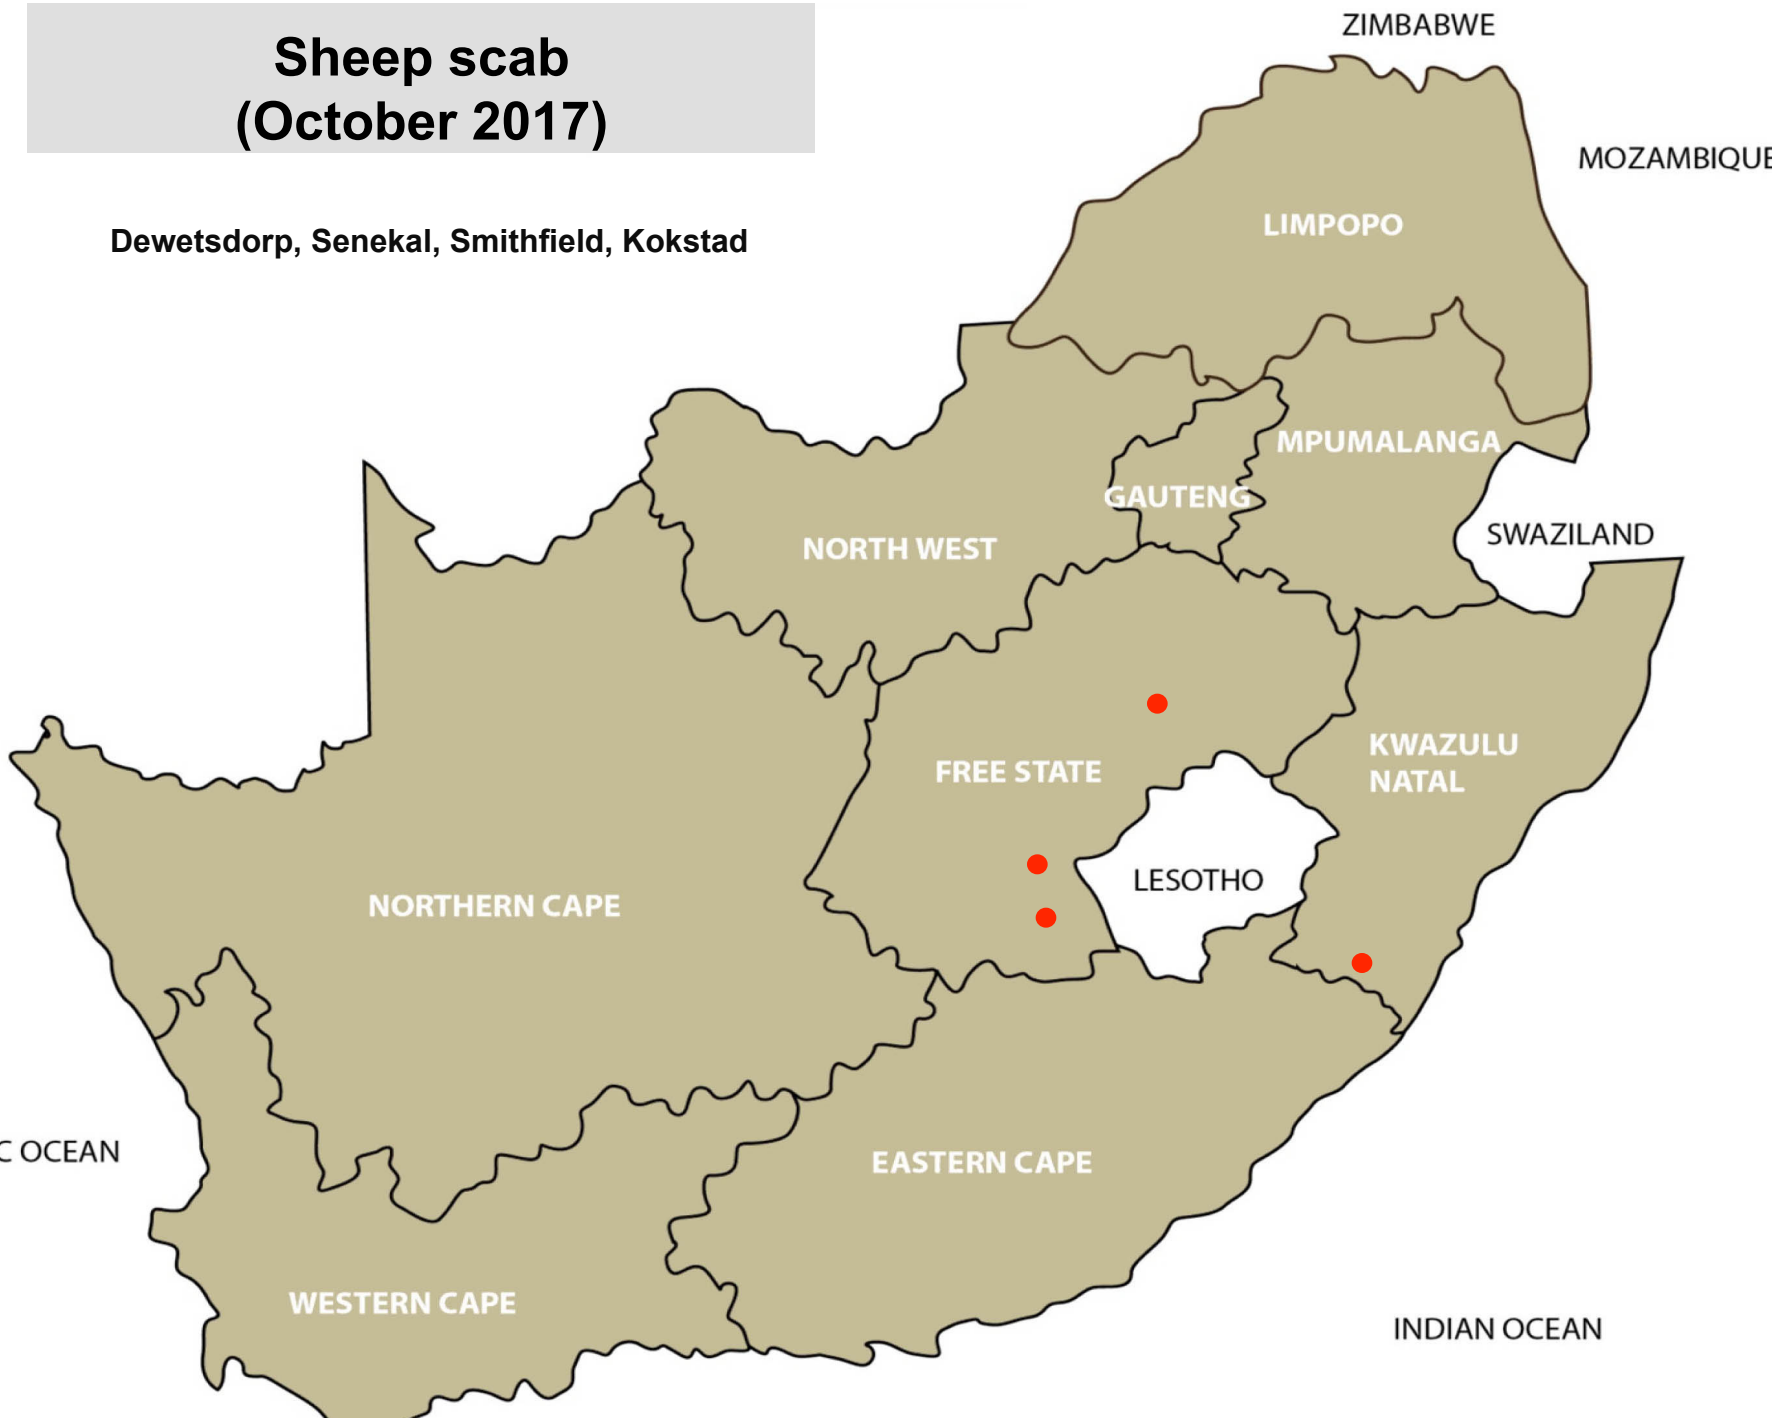 Sheep scab
(October 2017)
Dewetsdorp, Senekal, Smithfield, Kokstad
ZIMBABWE
MOZAMBIQUE
LIMPOPO
MPUMALANGA
GAUTENG
SWAZILAND
NORTH WEST
KWAZULU
NATAL
FREE STATE
LESOTHO
NORTHERN CAPE
C OCEAN
EASTERN CAPE
WESTERN CAPE
INDIAN OCEAN